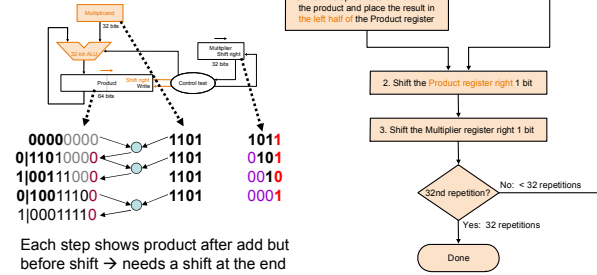 Multiplicand
32 bits
32-bit ALU
Product
Shift right
Write
64 bits
Control test
Multiplier
Shift right
32 bits
00000000
0|11010000
1|00111000
0|10011100
1|00011110
1101
1101
1101
1101
1011
0101
0010
0001
Each step shows product after add but
before shift → needs a shift at the end
the product and place the result in
the left half of the Product register
2. Shift the Product register right 1 bit
3. Shift the Multiplier register right 1 bit
32nd repetition?
No: < 32 repetitions
Yes: 32 repetitions
Done